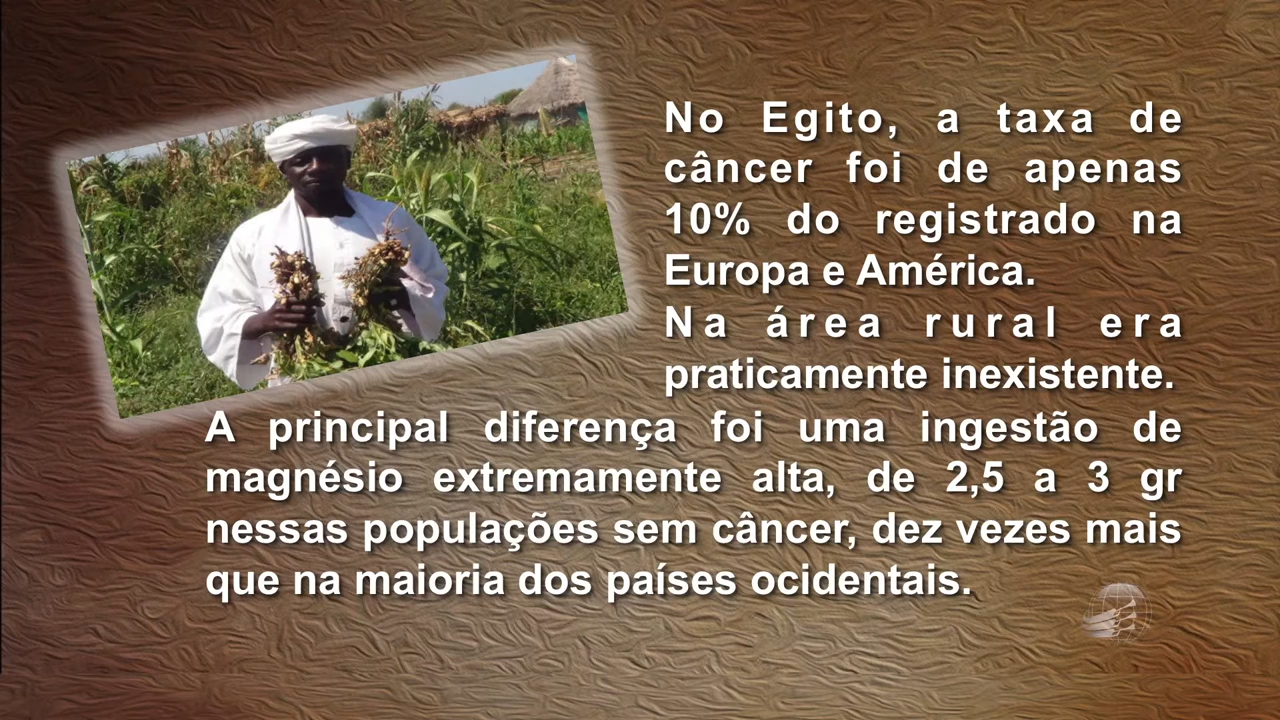 No Egito, a taxa de
câncer foi de apenas
10% do registrado na
Europa e América.
Na área rural era
praticamente inexistente.
A principal diferença foi uma ingestão de
magnésio extremamente alta, de 2,5 a 3 gr
nessas populações sem câncer, dez vezes mais
que na maioria dos países ocidentais.